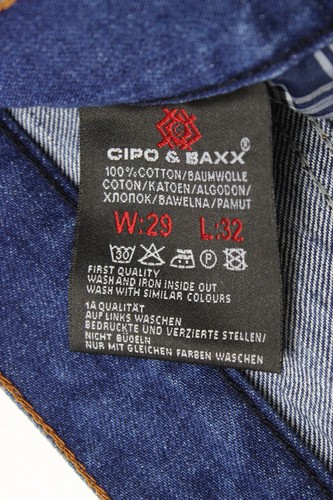 CIPO & BAXX®
100% COTTON/BAUMWOLLE
COTON/KATOEN/ALGODON/
ХЛОПОК/BAWELNA/PAMUT
W:29 L:32
30 P
FIRST QUALITY
WASH AND IRON INSIDE OUT
WASH WITH SIMILAR COLOURS
1A QUALITÄT
AUF LINKS WASCHEN
BEDRUCKTE UND VERZIERTE STELLEN/
NICHT BÜGELN
NUR MIT GLEICHEN FARBEN WASCHEN